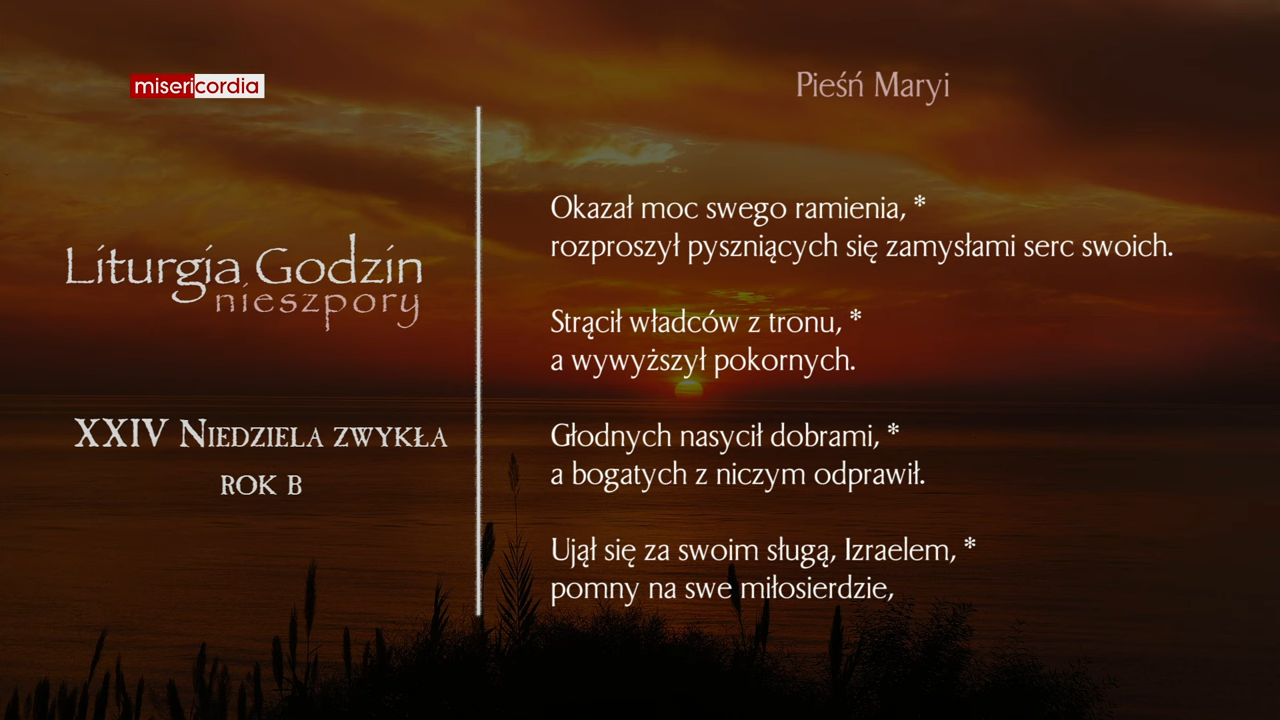 misericordia
Liturgia Godzin
nieszpory
XXIV Niedziela zwykła
rok B
Pieśń Maryi
Okazał moc swego ramienia, *
rozproszył pyszniących się zamysłami serc swoich.
Strącił władców z tronu, *
a wywyższył pokornych.
Głodnych nasycił dobrami, *
a bogatych z niczym odprawił.
Ujął się za swoim sługą, Izraelem, *
pomny na swe miłosierdzie,